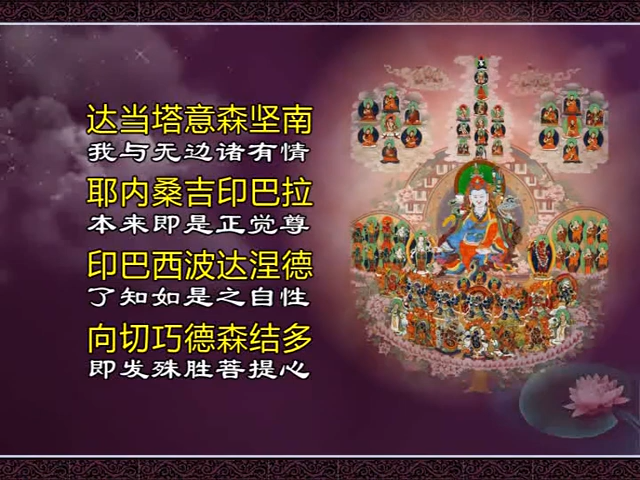 达当塔意森坚南
我与无边诸有情
耶内桑吉印巴拉
本来即是正觉尊
印巴西波达涅德
了知如是之自性
向切巧德森结多
即发殊胜菩提心